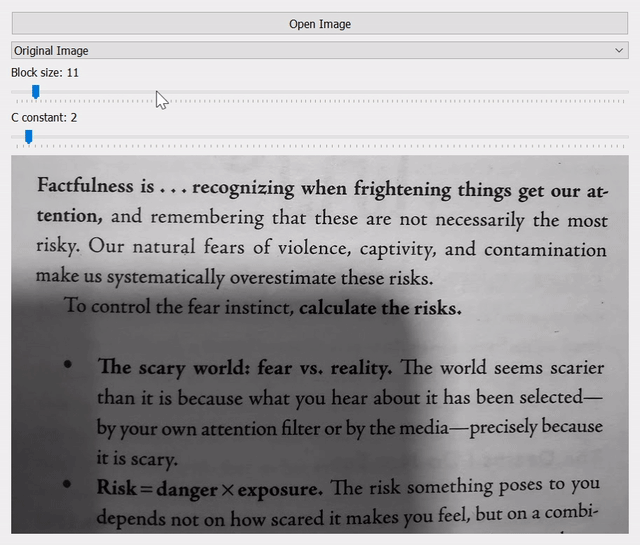 Open Image
Original Image
Block size: 11
C constant: 2
Factfulness is . . . recognizing when frightening things get our at-
tention, and remembering that these are not necessarily the most
risky. Our natural fears of violence, captivity, and contamination
make us systematically overestimate these risks.
To control the fear instinct, calculate the risks.
• The scary world: fear vs. reality. The world seems scarier
than it is because what you hear about it has been selected—
by your own attention filter or by the media—precisely because
it is scary.
• Risk = danger × exposure. The risk something poses to you
depends not on how scared it makes you feel, but on a combi-